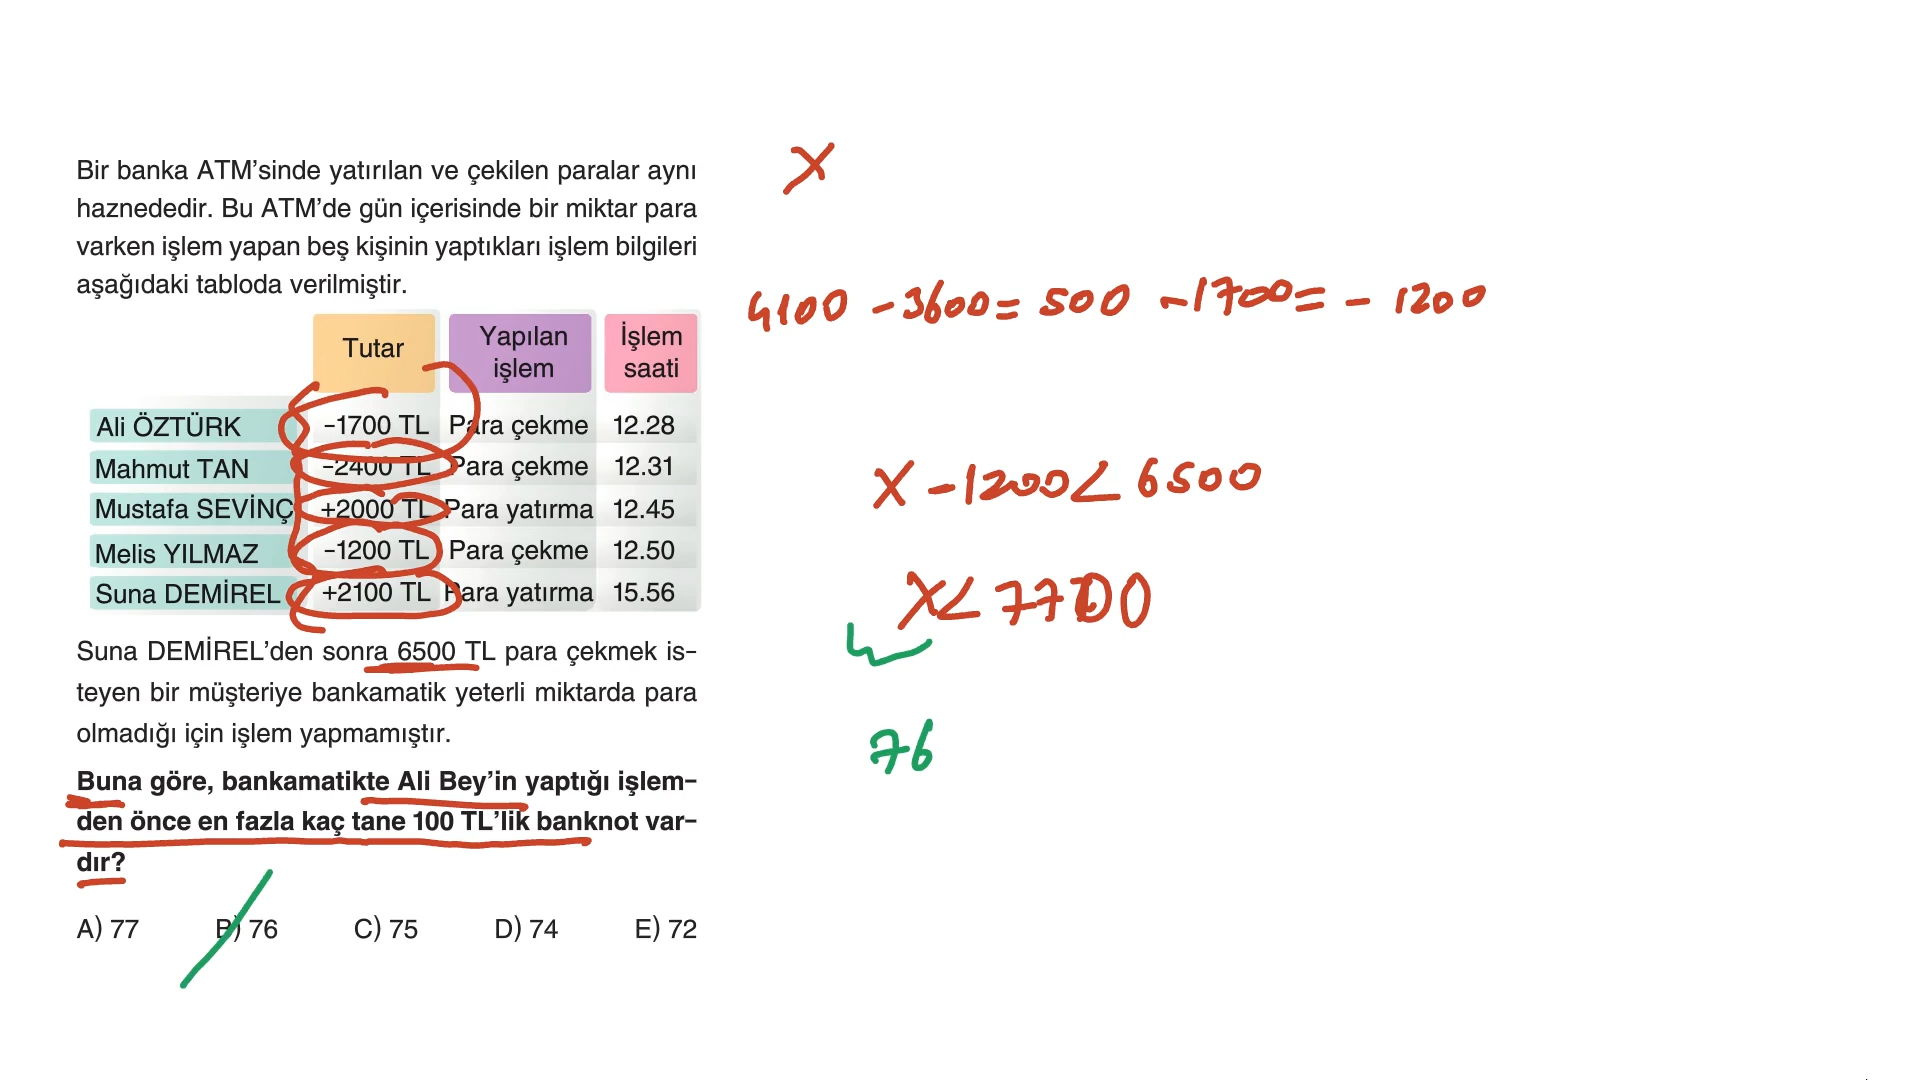 Bir banka ATM'sinde yatırılan ve çekilen paralar aynı
haznededir. Bu ATM'de gün içerisinde bir miktar para
varken işlem yapan beş kişinin yaptıkları işlem bilgileri
aşağıdaki tabloda verilmiştir.
Tutar Yapılan işlem İşlem saati
Ali ÖZTÜRK -1700 TL Para çekme 12.28
Mahmut TAN -2400 TL Para çekme 12.31
Mustafa SEVİNÇ +2000 TL Para yatırma 12.45
Melis YILMAZ -1200 TL Para çekme 12.50
Suna DEMİREL +2100 TL Para yatırma 15.56
Suna DEMİREL'den sonra 6500 TL para çekmek is-
teyen bir müşteriye bankamatik yeterli miktarda para
olmadığı için işlem yapmamıştır.
Buna göre, bankamatikte Ali Bey'in yaptığı işlem-
den önce en fazla kaç tane 100 TL'lik banknot var-
dır?
A) 77 B) 76 C) 75 D) 74 E) 72
X
4100 - 3600 = 500 - 1700 = - 1200
X - 1200 < 6500
X < 7700
76